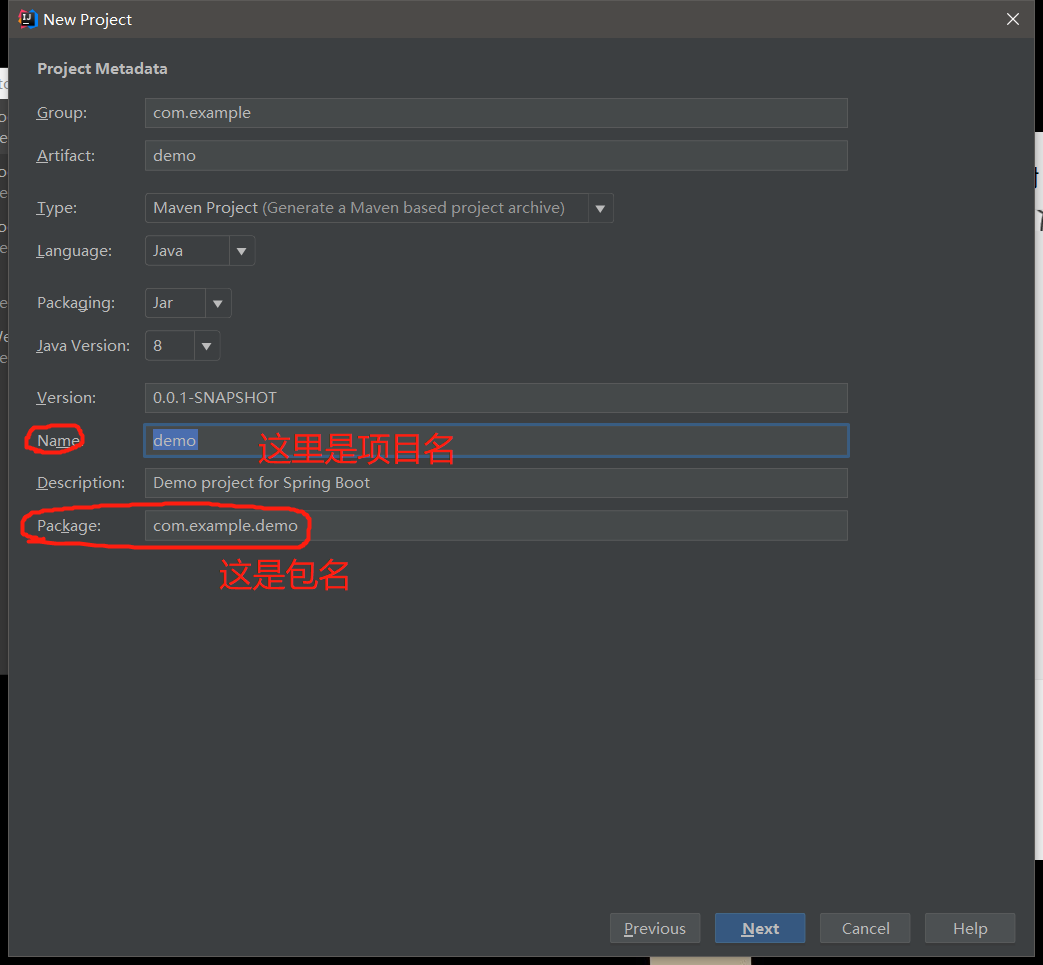 New Project
Project Metadata
Group: com.example
Artifact: demo
Type: Maven Project (Generate a Maven based project archive)
Language: Java
Packaging: Jar
Java Version: 8
Version: 0.0.1-SNAPSHOT
Name demo 这里是项目名
Description: Demo project for Spring Boot
Package: com.example.demo
这是包名
Previous Next Cancel Help